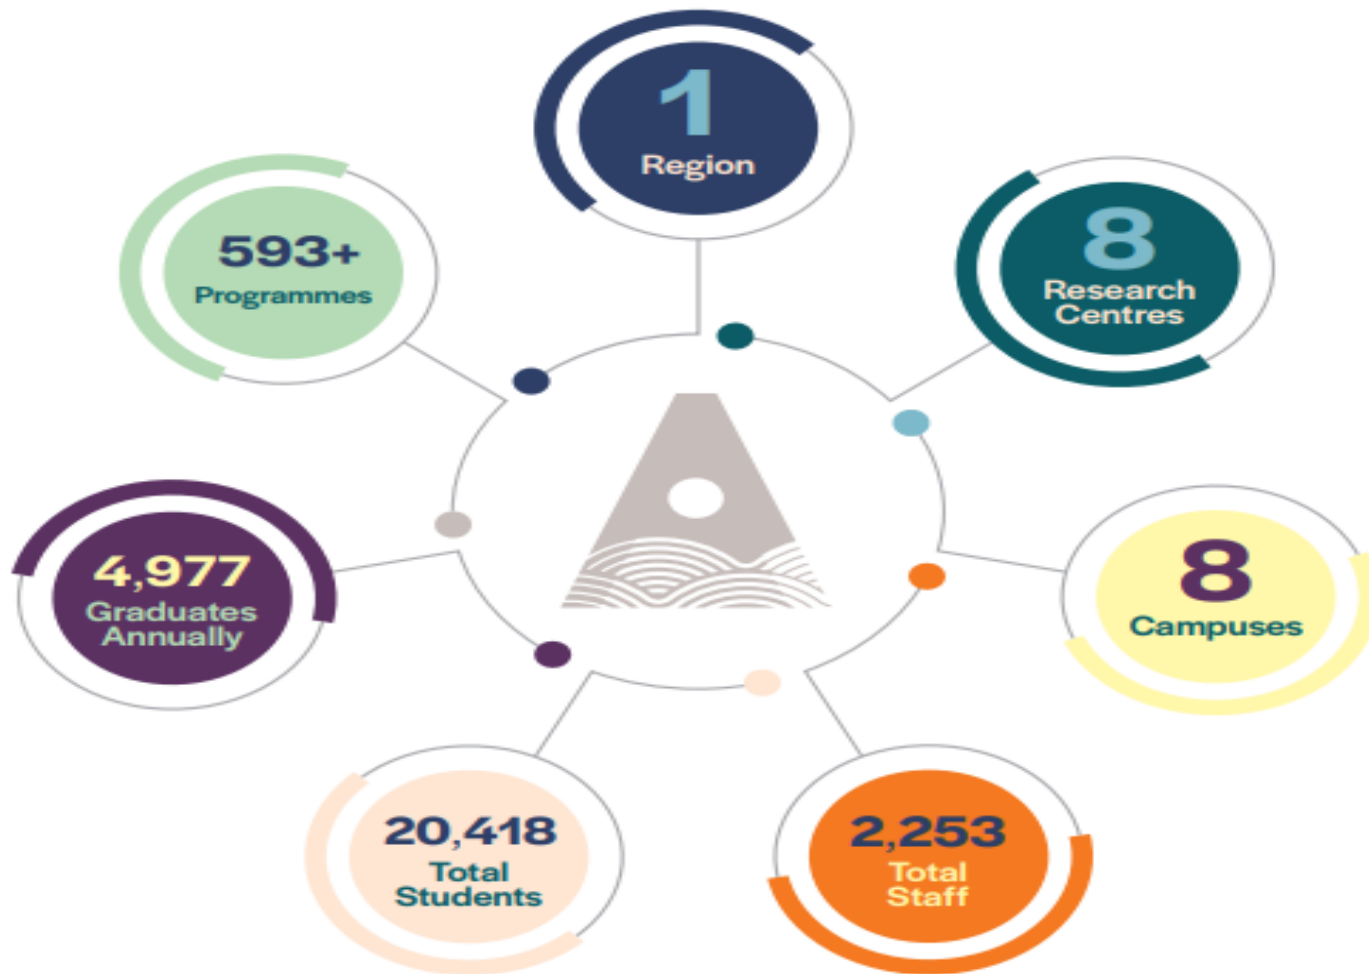 1
Region
8
Research
Centres
8
Campuses
2,253
Total
Staff
20,418
Total
Students
4,977
Graduates
Annually
593+
Programmes